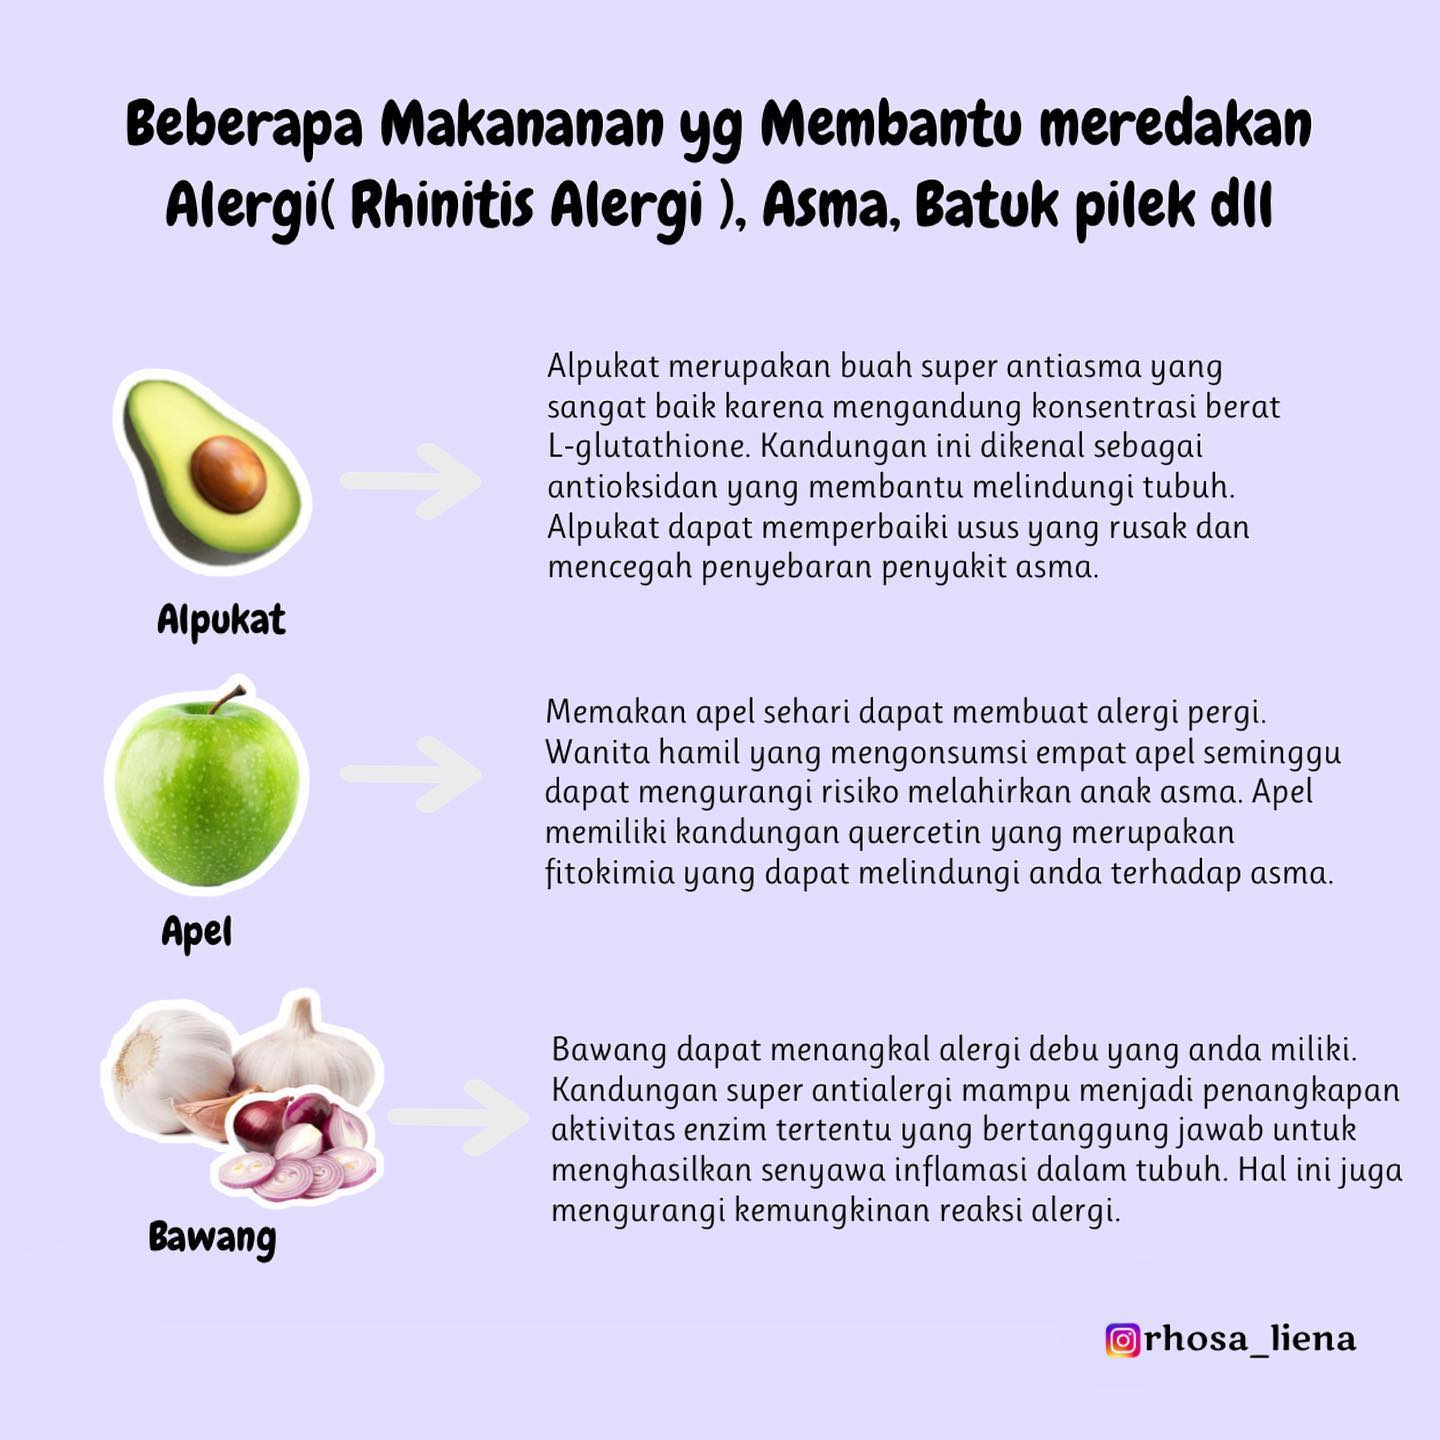 Beberapa Makananan yg Membantu meredakan
Alergi( Rhinitis Alergi ), Asma, Batuk pilek dll
Alpukat merupakan buah super antiasma yang
sangat baik karena mengandung konsentrasi berat
L-glutathione. Kandungan ini dikenal sebagai
antioksidan yang membantu melindungi tubuh.
Alpukat dapat memperbaiki usus yang rusak dan
mencegah penyebaran penyakit asma.
Alpukat
Memakan apel sehari dapat membuat alergi pergi.
Wanita hamil yang mengonsumsi empat apel seminggu
dapat mengurangi risiko melahirkan anak asma. Apel
memiliki kandungan quercetin yang merupakan
fitokimia yang dapat melindungi anda terhadap asma.
Apel
Bawang dapat menangkal alergi debu yang anda miliki.
Kandungan super antialergi mampu menjadi penangkapan
aktivitas enzim tertentu yang bertanggung jawab untuk
menghasilkan senyawa inflamasi dalam tubuh. Hal ini juga
mengurangi kemungkinan reaksi alergi.
Bawang
rhosa_liena